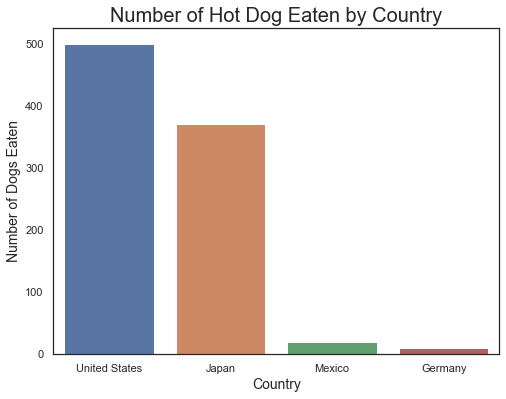 Number of Hot Dog Eaten by Country
500
400
300
200
100
0
Number of Dogs Eaten
United States Japan Mexico Germany
Country